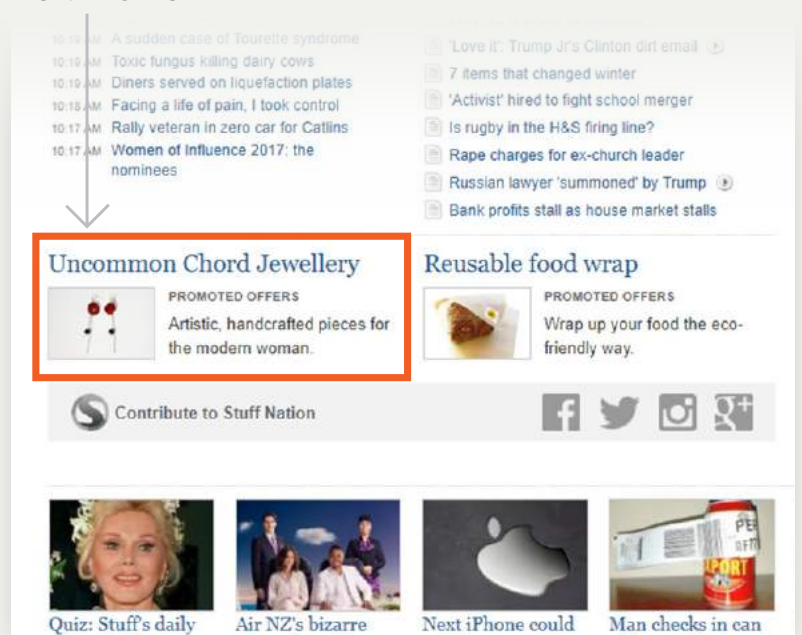 10:19 AM A sudden case of Tourette syndrome
10:19 AM Toxic fungus killing dairy cows
10:19 AM Diners served on liquefaction plates
10:18 AM Facing a life of pain, I took control
10:17 AM Rally veteran in zero car for Catlins
10:17 AM Women of Influence 2017: the
nominees
'Love it': Trump Jr's Clinton dirt email
7 items that changed winter
'Activist' hired to fight school merger
Is rugby in the H&S firing line?
Rape charges for ex-church leader
Russian lawyer 'summoned' by Trump
Bank profits stall as house market stalls
Uncommon Chord Jewellery
PROMOTED OFFERS
Artistic, handcrafted pieces for
the modern woman.
Reusable food wrap
PROMOTED OFFERS
Wrap up your food the eco-
friendly way.
Contribute to Stuff Nation
Quiz: Stuff's daily
Air NZ's bizarre
Next iPhone could
PORT
Man checks in can